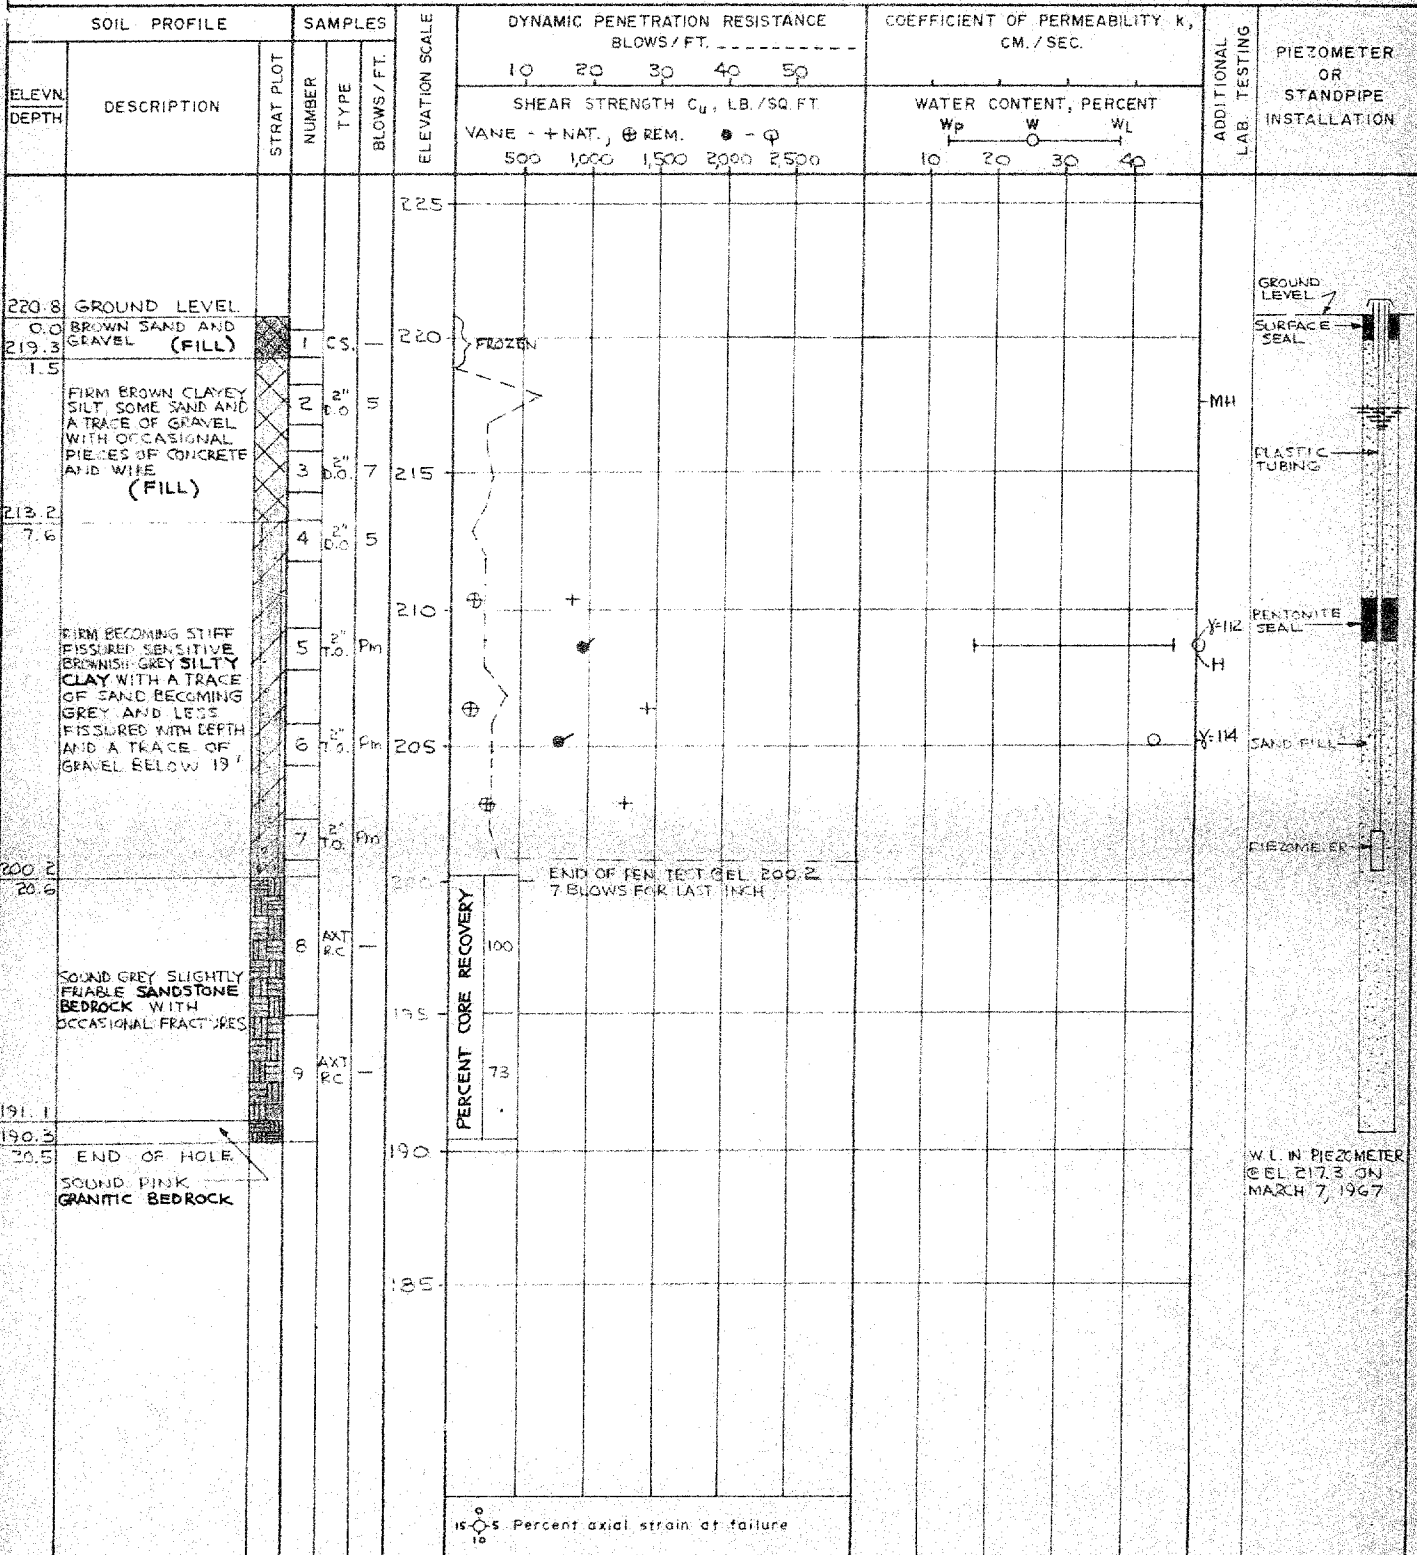 SOIL PROFILE
SAMPLES
ELEVATION SCALE
DYNAMIC PENETRATION RESISTANCE
BLOWS/FT.
10 20 30 40 50
COEFFICIENT OF PERMEABILITY K,
CM./SEC.
ADDITIONAL
LAB. TESTING
PIEZOMETER
OR
STANDPIPE
INSTALLATION
ELEVN.
DEPTH
DESCRIPTION
STRAT PLOT
NUMBER
TYPE
BLOWS/FT.
SHEAR STRENGTH Cu, LB./SQ.FT.
VANE - + NAT., ⊕ REM. ● - Q
500 1,000 1,500 2,000 2,500
WATER CONTENT, PERCENT
Wp W WL
10 20 30 40
225
220.8 GROUND LEVEL
0.0 BROWN SAND AND
219.3 GRAVEL (FILL)
1.5
1 C.S. —
220
FROZEN
GROUND
LEVEL
SURFACE
SEAL
FIRM BROWN CLAYEY
SILT, SOME SAND AND
A TRACE OF GRAVEL
WITH OCCASIONAL
PIECES OF CONCRETE
AND WIRE
(FILL)
2 2" D.O. 5
MH
3 2" D.O. 7
215
PLASTIC
TUBING
213.2
7.6
4 2" D.O. 5
210
FIRM BECOMING STIFF
FISSURED SENSITIVE
BROWNISH-GREY SILTY
CLAY WITH A TRACE
OF SAND BECOMING
GREY AND LESS
FISSURED WITH DEPTH
AND A TRACE OF
GRAVEL BELOW 19'
5 2" T.O. Pm
γ=112
H
BENTONITE
SEAL
6 2" T.O. Pm
205
γ=114
SAND FILL
7 2" T.O. Pm
PIEZOMETER
200.2
20.6
200
END OF PEN. TEST @ EL. 200.2
7 BLOWS FOR LAST INCH
PERCENT CORE RECOVERY
8 AXT RC —
100
SOUND GREY SLIGHTLY
FRIABLE SANDSTONE
BEDROCK WITH
OCCASIONAL FRACTURES
195
9 AXT RC —
73
191.1
190.3
30.5 END OF HOLE
190
SOUND PINK
GRANITIC BEDROCK
W.L. IN PIEZOMETER
@ EL 217.3 ON
MARCH 7, 1967
185
0
15 5 Percent axial strain at failure
10